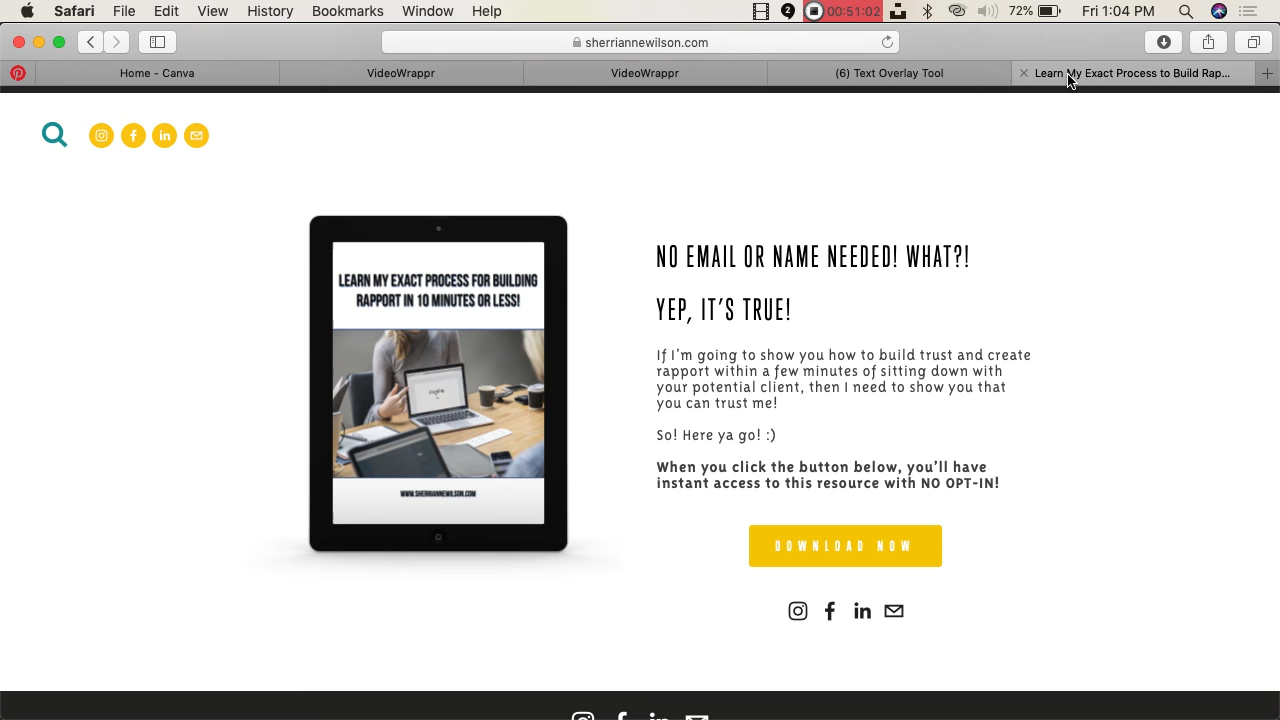 Safari File Edit View History Bookmarks Window Help 2 00:51:02 72% Fri 1:04 PM
sherriannewilson.com
Home - Canva VideoWrappr VideoWrappr (6) Text Overlay Tool Learn My Exact Process to Build Rap...
LEARN MY EXACT PROCESS FOR BUILDING
RAPPORT IN 10 MINUTES OR LESS!
WWW.SHERRIANNEWILSON.COM
NO EMAIL OR NAME NEEDED! WHAT?!
YEP, IT'S TRUE!
If I'm going to show you how to build trust and create
rapport within a few minutes of sitting down with
your potential client, then I need to show you that
you can trust me!
So! Here ya go! :)
When you click the button below, you'll have
instant access to this resource with NO OPT-IN!
DOWNLOAD NOW